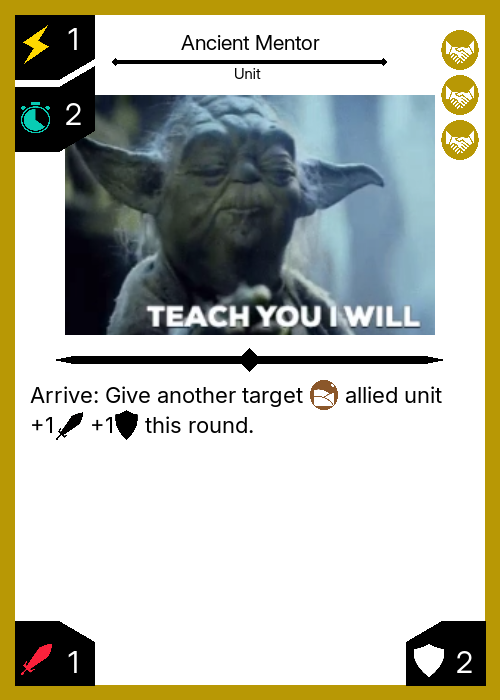 1
Ancient Mentor
Unit
2
TEACH YOU I WILL
Arrive: Give another target allied unit
+1 +1 this round.
1
2